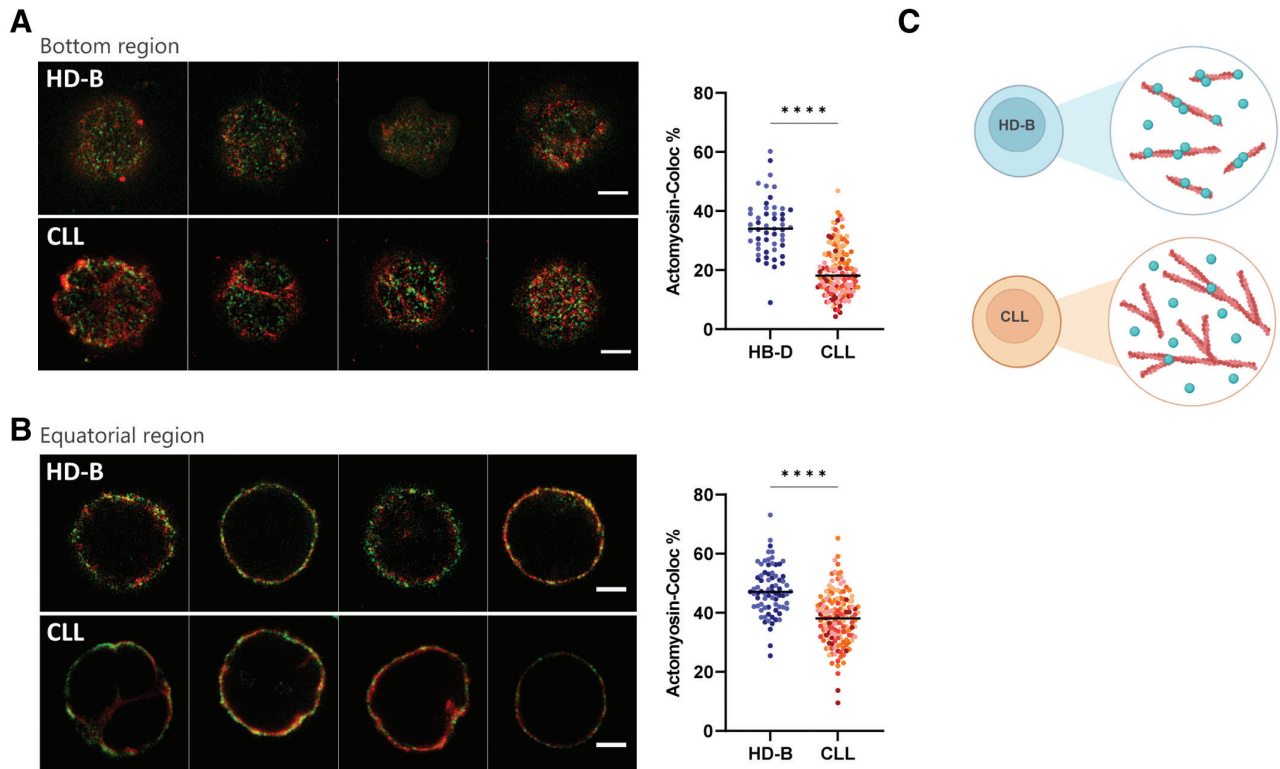 A
Bottom region
HD-B
CLL
Actomyosin-Coloc %
80
60
40
20
0
****
HB-D
CLL
B
Equatorial region
HD-B
CLL
Actomyosin-Coloc %
80
60
40
20
0
****
HD-B
CLL
C
HD-B
CLL